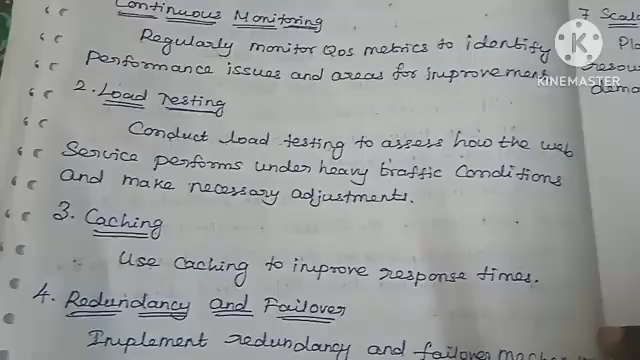 Continuous Monitoring
Regularly monitor QoS metrics to identify
Performance issues and areas for improvement
2. Load Testing
Conduct load testing to assess how the web
Service performs under heavy traffic conditions
and make necessary adjustments.
3. Caching
Use caching to improve response times.
4. Redundancy and Failover
Implement redundancy and failover
7
KINEMASTER